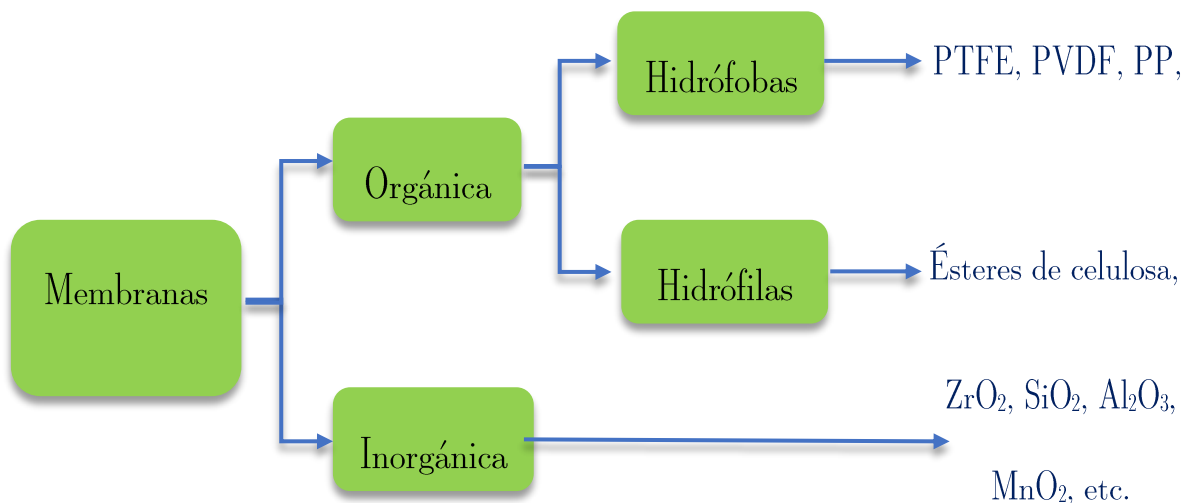 Membranas
Orgánica
Hidrófobas
PTFE, PVDF, PP,
Hidrófilas
Ésteres de celulosa,
Inorgánica
ZrO₂, SiO₂, Al₂O₃,
MnO₂, etc.